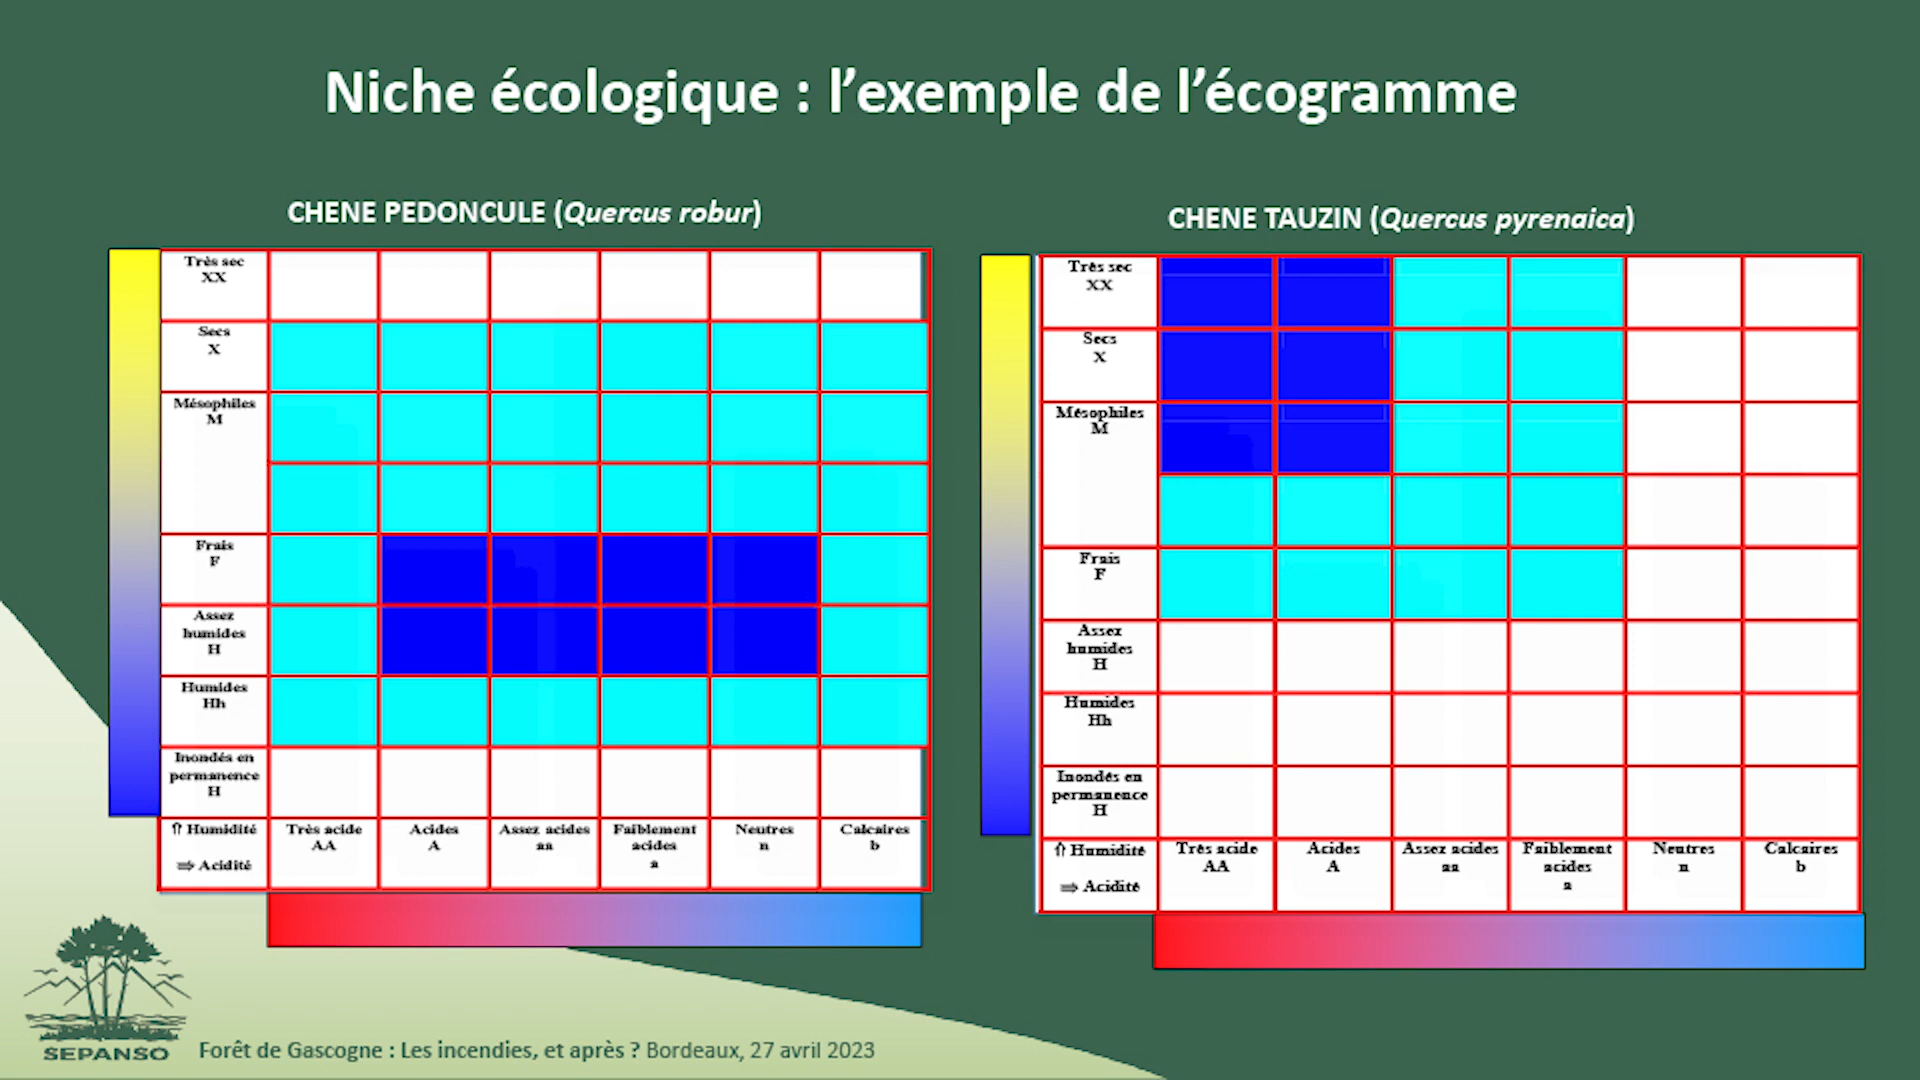 Niche écologique : l'exemple de l'écogramme
CHENE PEDONCULE (Quercus robur)
Très sec
XX
Secs
X
Mésophiles
M
Frais
F
Assez
humides
H
Humides
Hh
Inondés en
permanence
H
⇑ Humidité
⇒ Acidité
Très acide
AA
Acides
A
Assez acides
aa
Faiblement
acides
a
Neutres
n
Calcaires
b
CHENE TAUZIN (Quercus pyrenaica)
Très sec
XX
Secs
X
Mésophiles
M
Frais
F
Assez
humides
H
Humides
Hh
Inondés en
permanence
H
⇑ Humidité
⇒ Acidité
Très acide
AA
Acides
A
Assez acides
aa
Faiblement
acides
a
Neutres
n
Calcaires
b
SEPANSO
Forêt de Gascogne : Les incendies, et après ? Bordeaux, 27 avril 2023